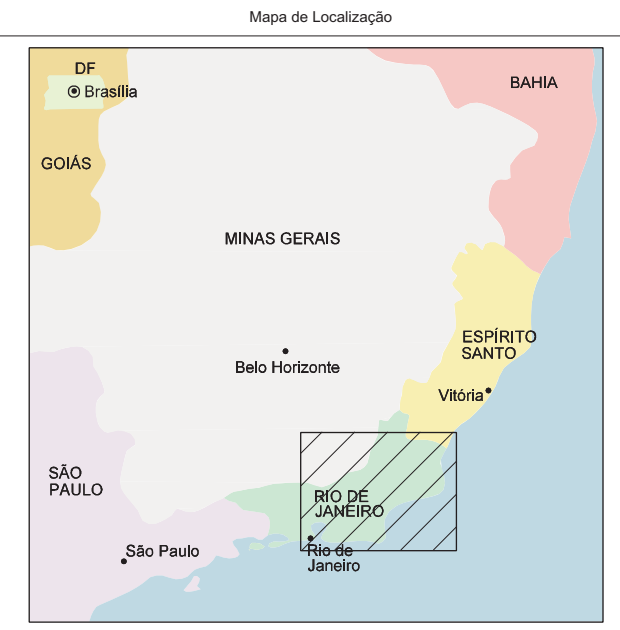 Mapa de Localização
DF
Brasília
BAHIA
GOIÁS
MINAS GERAIS
ESPÍRITO
SANTO
Belo Horizonte
Vitória
SÃO
PAULO
RIO DE
JANEIRO
São Paulo
Rio de
Janeiro